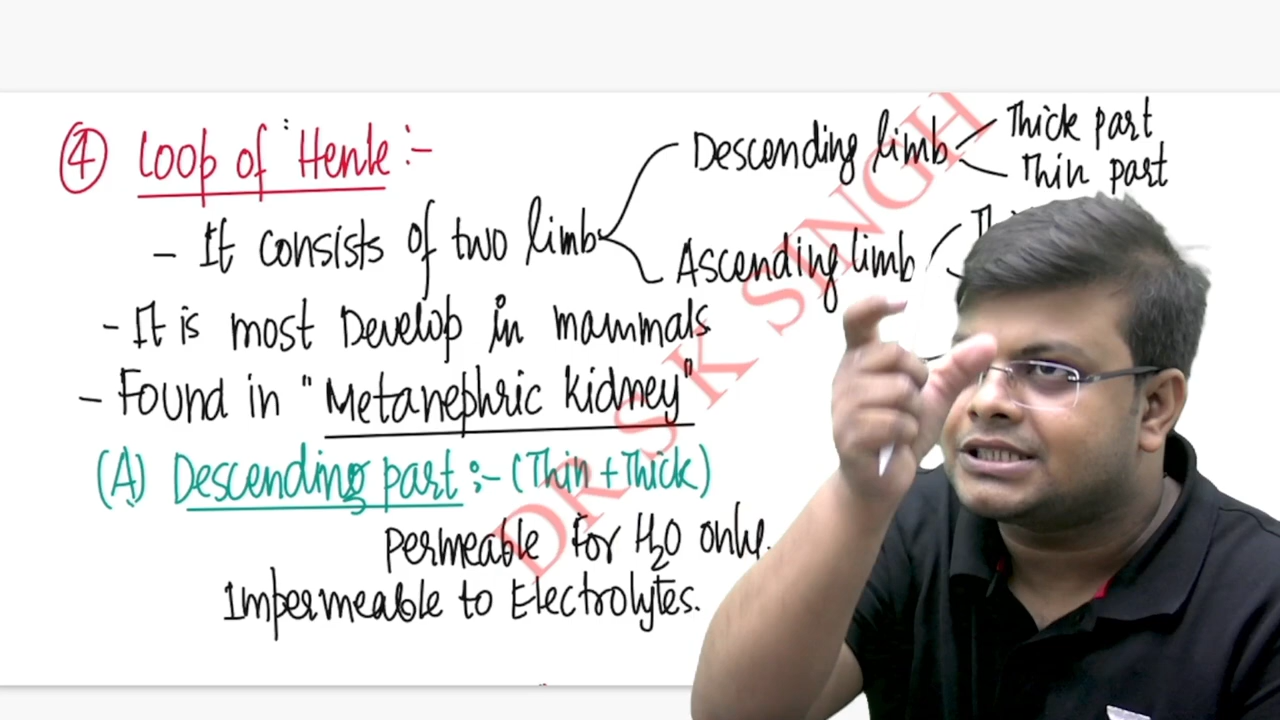 ④ Loop of Henle :-
- It consists of two limb
Descending limb
Thick part
Thin part
Ascending limb
- It is most Develop in mammals
- Found in "Metanephric kidney"
(A) Descending part :- (Thin + Thick)
Permeable for H₂O only.
Impermeable to Electrolytes.
DR S K SINGH